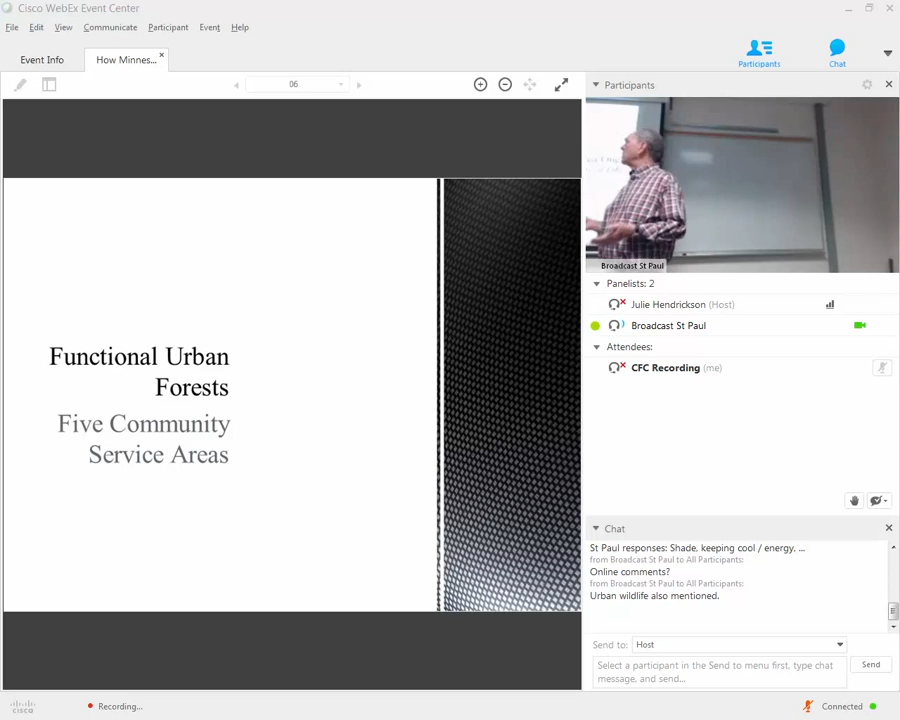 Cisco WebEx Event Center
File Edit View Communicate Participant Event Help
Event Info
How Minnes...
Participants
Chat
06
Participants
Broadcast St Paul
Panelists: 2
Julie Hendrickson (Host)
Broadcast St Paul
Attendees:
CFC Recording (me)
Functional Urban
Forests
Five Community
Service Areas
Chat
St Paul responses: Shade, keeping cool / energy, ...
from Broadcast St Paul to All Participants:
Online comments?
from Broadcast St Paul to All Participants:
Urban wildlife also mentioned.
Send to: Host
Select a participant in the Send to menu first, type chat
message, and send...
Send
cisco
Recording...
Connected